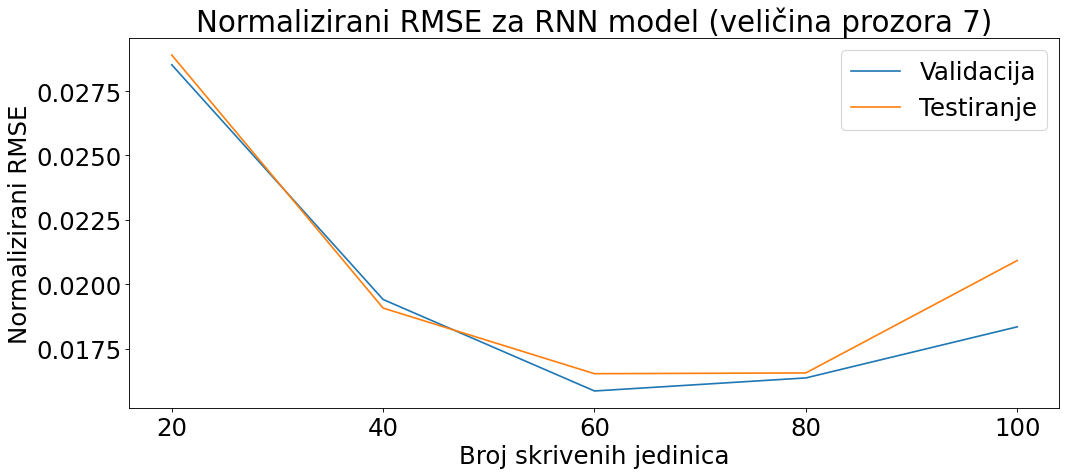 Normalizirani RMSE za RNN model (veličina prozora 7)
Validacija
Testiranje
Normalizirani RMSE
0.0275
0.0250
0.0225
0.0200
0.0175
20 40 60 80 100
Broj skrivenih jedinica